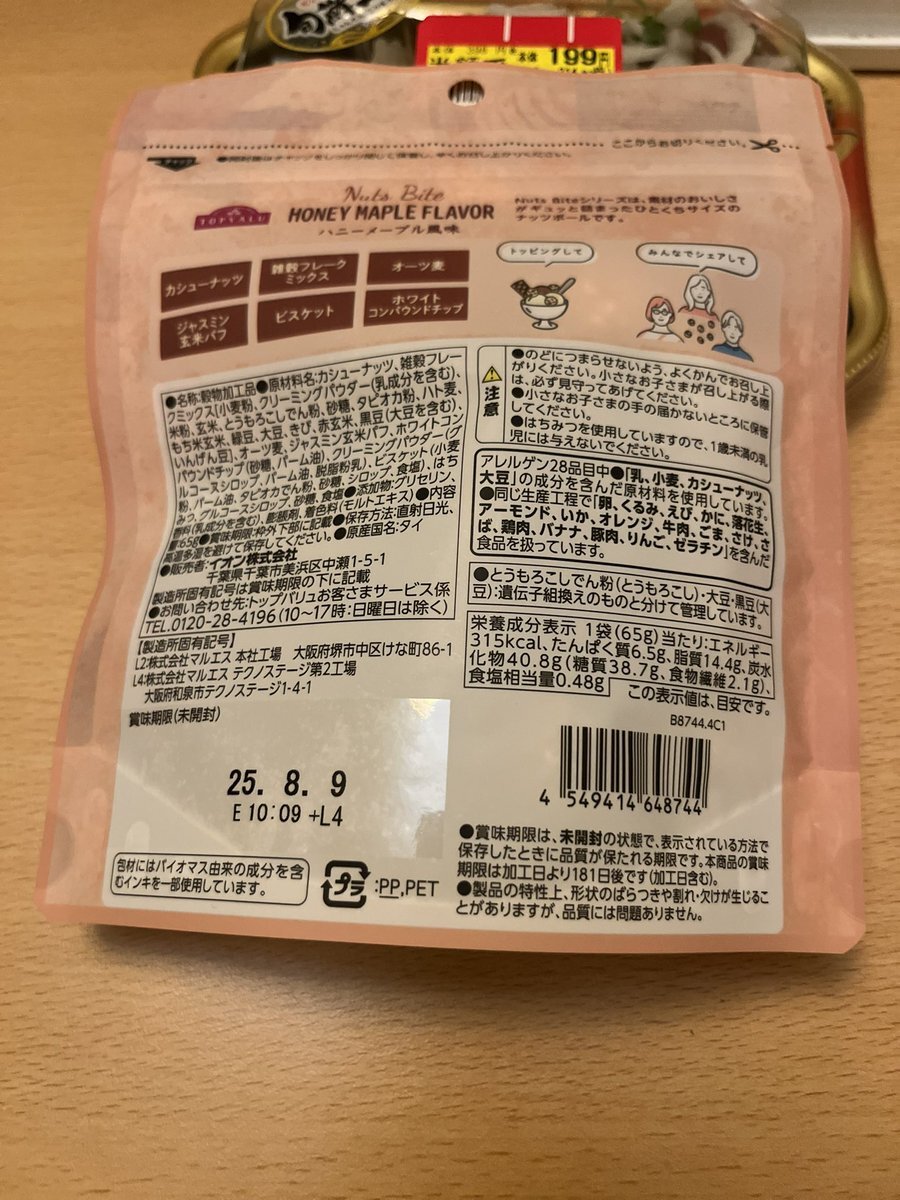 旬鮮
199円
ここからお切りください。
●開封後はチャックをしっかり閉じて保管し、早くお召し上がりください。
TOPVALU
Nuts Bite
HONEY MAPLE FLAVOR
ハニーメープル風味
Nuts Biteシリーズは、素材のおいしさ
がギュッと詰まったひとくちサイズの
ナッツボールです。
カシューナッツ
雑穀フレーク
ミックス
オーツ麦
ジャスミン
玄米パフ
ビスケット
ホワイト
コンパウンドチップ
トッピングして
みんなでシェアして
●名称:穀物加工品●原材料名:カシューナッツ、雑穀フレー
クミックス[小麦粉、クリーミングパウダー(乳成分を含む)、
米粉、玄米、とうもろこしでん粉、砂糖、タピオカ粉、ハト麦、
もち玄米、緑豆、大豆、きび、赤玄米、黒豆(大豆を含む)、
いんげん豆]、オーツ麦、ジャスミン玄米パフ、ホワイトコン
パウンドチップ(砂糖、パーム油)、クリーミングパウダー(グ
ルコースシロップ、パーム油、脱脂粉乳)、ビスケット(小麦
粉、パーム油、タピオカでん粉、砂糖、シロップ、食塩)、はち
みつ、グルコースシロップ、砂糖、食塩●添加物:グリセリン、
香料(乳成分を含む)、膨脹剤、着色料(モルトエキス)●内容
量:65g●賞味期限:枠外下部に記載●保存方法:直射日光、
高温多湿を避けて保存してください。●原産国名:タイ
●販売者:イオン株式会社
千葉県千葉市美浜区中瀬1-5-1
製造所固有記号は賞味期限の下に記載
●お問い合わせ先:トップバリュお客さまサービス係
TEL.0120-28-4196(10~17時:日曜日は除く)
【製造所固有記号】
L2:株式会社マルエス 本社工場 大阪府堺市中区けな町86-1
L4:株式会社マルエス テクノステージ第2工場
大阪府和泉市テクノステージ1-4-1
注意
●のどにつまらせないよう、よくかんでお召し上
がりください。小さなお子さまが召し上がる際
は、必ず見守ってあげてください。
●小さなお子さまの手の届かないところに保管
してください。
●はちみつを使用していますので、1歳未満の乳
児には与えないでください。
アレルゲン28品目中●「乳、小麦、カシューナッツ、
大豆」の成分を含んだ原材料を使用しています。
●同じ生産工程で「卵、くるみ、えび、かに、落花生、
アーモンド、いか、オレンジ、牛肉、ごま、さけ、さ
ば、鶏肉、バナナ、豚肉、りんご、ゼラチン」を含んだ
食品を扱っています。
●とうもろこしでん粉(とうもろこし)・大豆・黒豆(大
豆):遺伝子組換えのものと分けて管理しています。
栄養成分表示 1袋(65g)当たり:エネルギー
315kcal、たんぱく質6.5g、脂質14.4g、炭水
化物40.8g(糖質38.7g、食物繊維2.1g)、
食塩相当量0.48g
この表示値は、目安です。
B8744.4C1
賞味期限(未開封)
25. 8. 9
E 10:09 +L4
4 549414 648744
包材にはバイオマス由来の成分を含
むインキを一部使用しています。
プラ:PP,PET
●賞味期限は、未開封の状態で、表示されている方法で
保存したときに品質が保たれる期限です。本商品の賞味
期限は加工日より181日後です(加工日含む)。
●製品の特性上、形状のばらつきや割れ・欠けが生じるこ
とがありますが、品質には問題ありません。